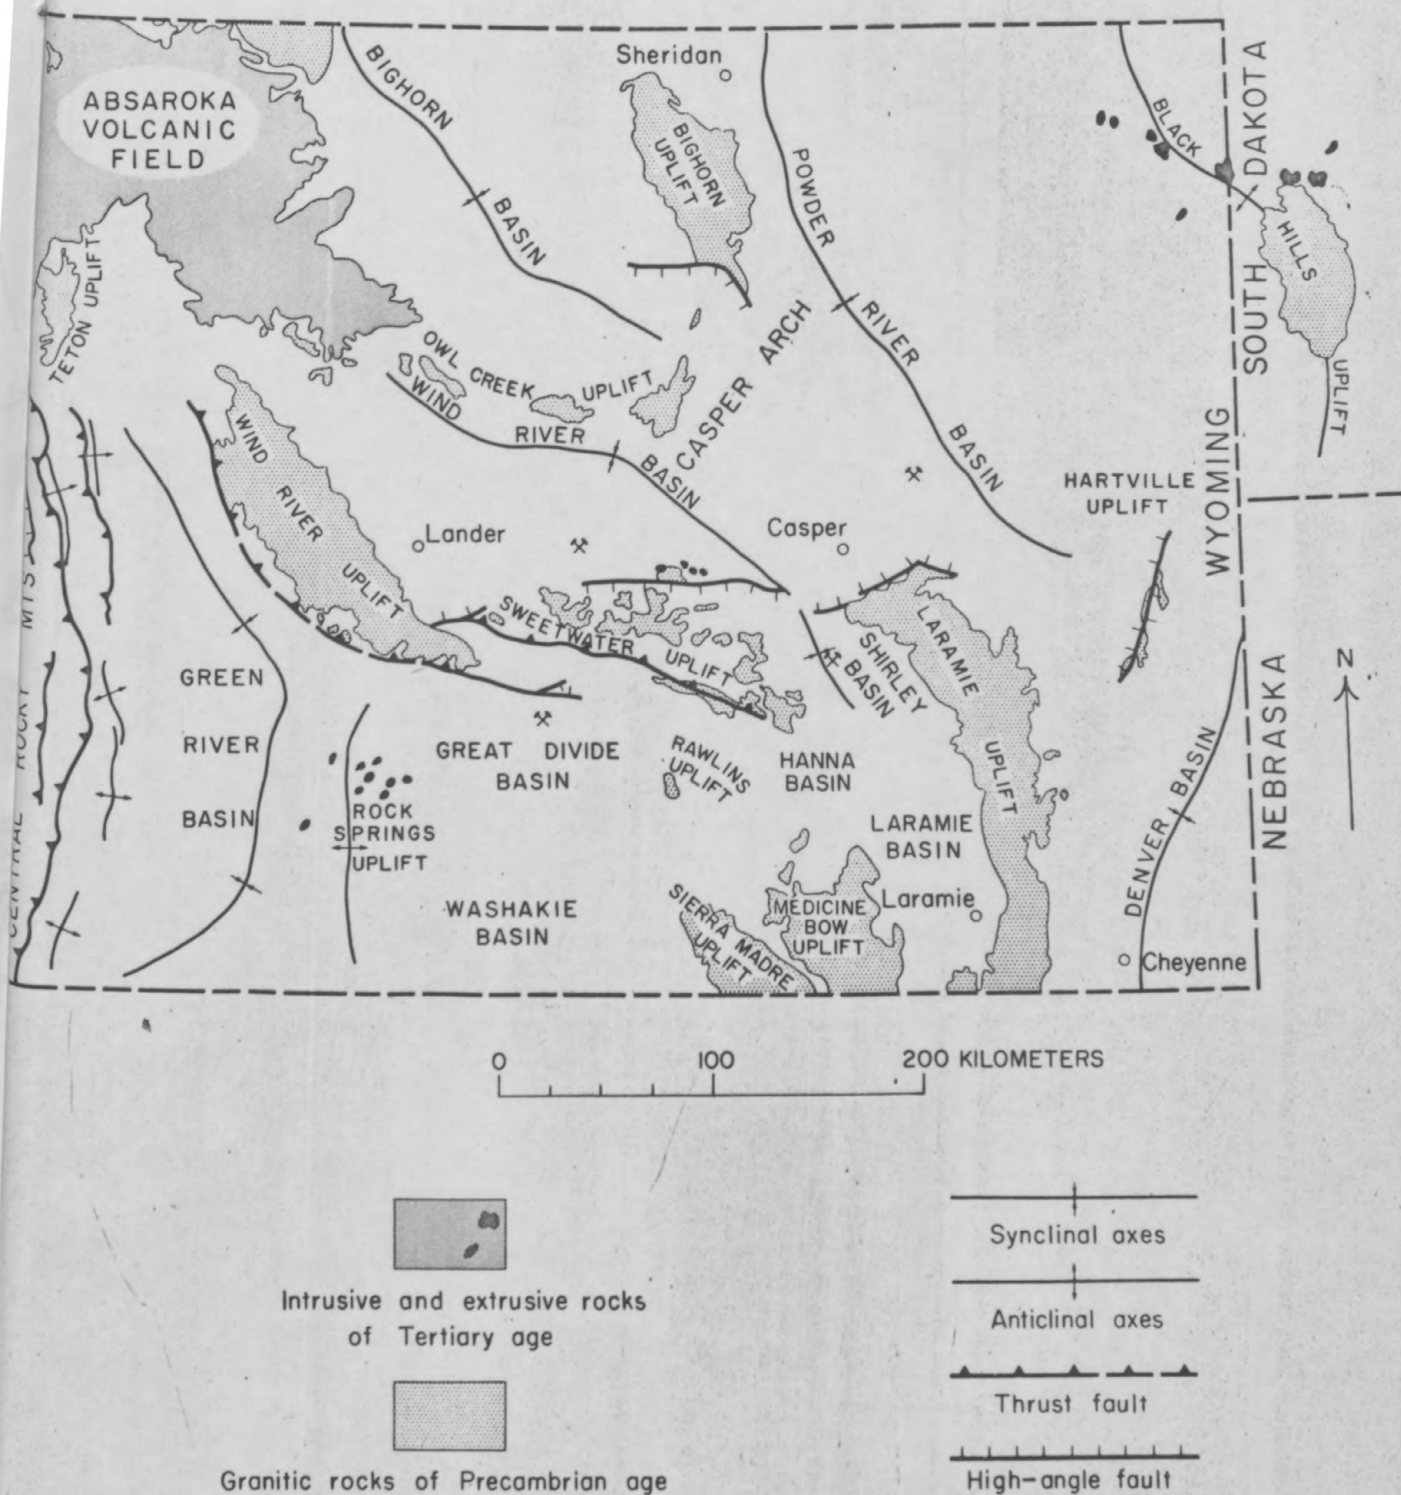 ABSAROKA
VOLCANIC
FIELD
BIGHORN
BASIN
Sheridan
BIGHORN
UPLIFT
POWDER
RIVER
BASIN
BLACK
HILLS
UPLIFT
SOUTH DAKOTA
TETON UPLIFT
OWL CREEK UPLIFT
WIND
RIVER
BASIN
CASPER ARCH
WIND
RIVER
UPLIFT
Lander
Casper
HARTVILLE
UPLIFT
WYOMING
NEBRASKA
N
CENTRAL ROCKY MTS
SWEETWATER
UPLIFT
SHIRLEY
BASIN
LARAMIE
UPLIFT
GREEN
RIVER
BASIN
GREAT DIVIDE
BASIN
RAWLINS
UPLIFT
HANNA
BASIN
ROCK
SPRINGS
UPLIFT
LARAMIE
BASIN
DENVER BASIN
WASHAKIE
BASIN
SIERRA MADRE
UPLIFT
MEDICINE
BOW
UPLIFT
Laramie
Cheyenne
0 100 200 KILOMETERS
Intrusive and extrusive rocks
of Tertiary age
Granitic rocks of Precambrian age
Synclinal axes
Anticlinal axes
Thrust fault
High-angle fault